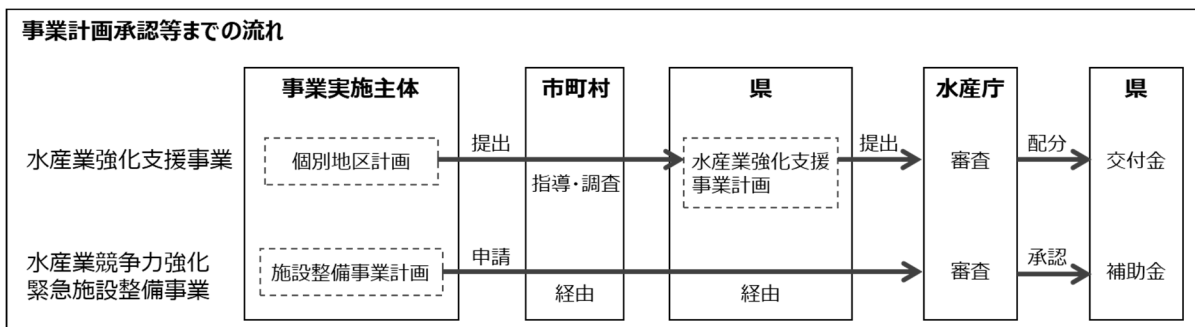 事業計画承認等までの流れ
事業実施主体
市町村
県
水産庁
県
水産業強化支援事業
個別地区計画
提出
指導・調査
水産業強化支援
事業計画
提出
審査
配分
交付金
水産業競争力強化
緊急施設整備事業
施設整備事業計画
申請
経由
経由
審査
承認
補助金